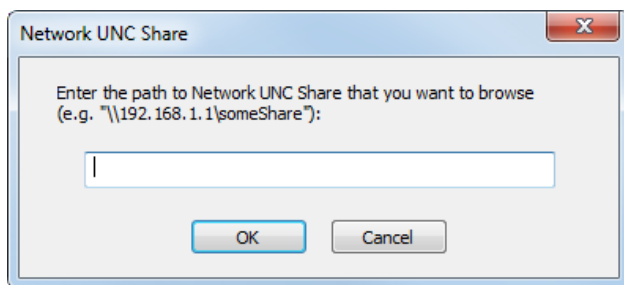 Network UNC Share
Enter the path to Network UNC Share that you want to browse
(e.g. "\\192.168.1.1\someShare"):
OK Cancel